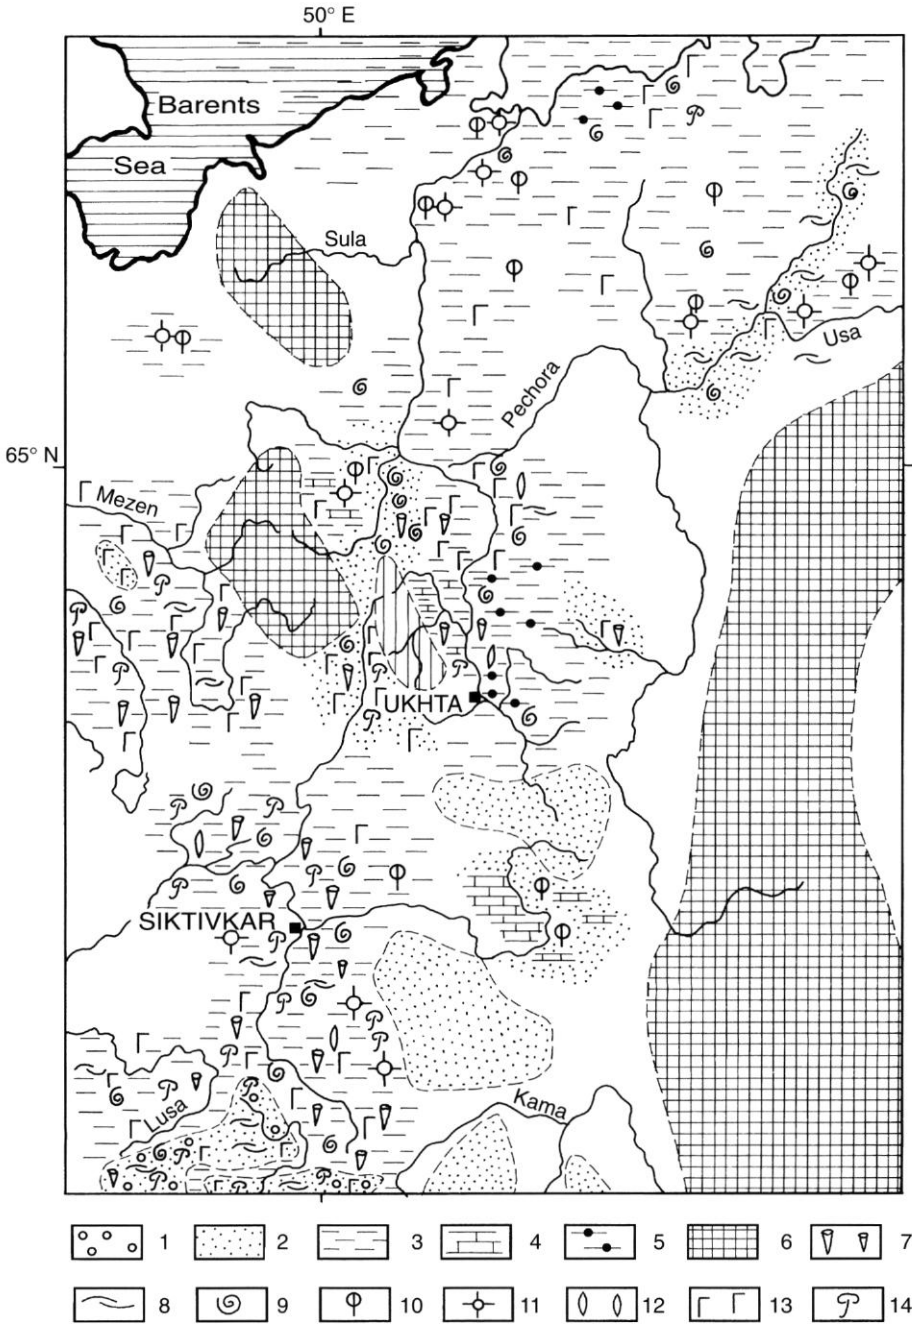 50° E
Barents
Sea
Sula
Usa
Pechora
65° N
Mezen
UKHTA
SIKTIVKAR
Lusa
Kama
1 2 3 4 5 6 7
8 9 10 11 12 13 14